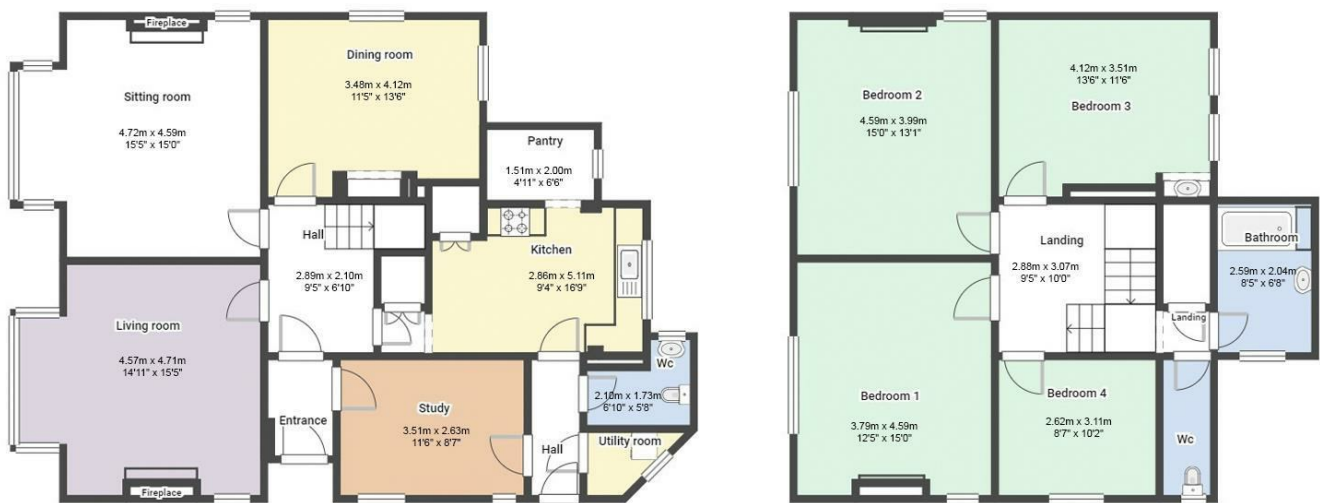 Fireplace
Sitting room
4.72m x 4.59m
15'5" x 15'0"
Dining room
3.48m x 4.12m
11'5" x 13'6"
Pantry
1.51m x 2.00m
4'11" x 6'6"
Hall
2.89m x 2.10m
9'5" x 6'10"
Kitchen
2.86m x 5.11m
9'4" x 16'9"
Living room
4.57m x 4.71m
14'11" x 15'5"
Fireplace
Entrance
Study
3.51m x 2.63m
11'6" x 8'7"
Hall
Wc
2.10m x 1.73m
6'10" x 5'8"
Utility room
Bedroom 2
4.59m x 3.99m
15'0" x 13'1"
4.12m x 3.51m
13'6" x 11'6"
Bedroom 3
Landing
2.88m x 3.07m
9'5" x 10'0"
Landing
Bathroom
2.59m x 2.04m
8'5" x 6'8"
Bedroom 1
3.79m x 4.59m
12'5" x 15'0"
Bedroom 4
2.62m x 3.11m
8'7" x 10'2"
Wc